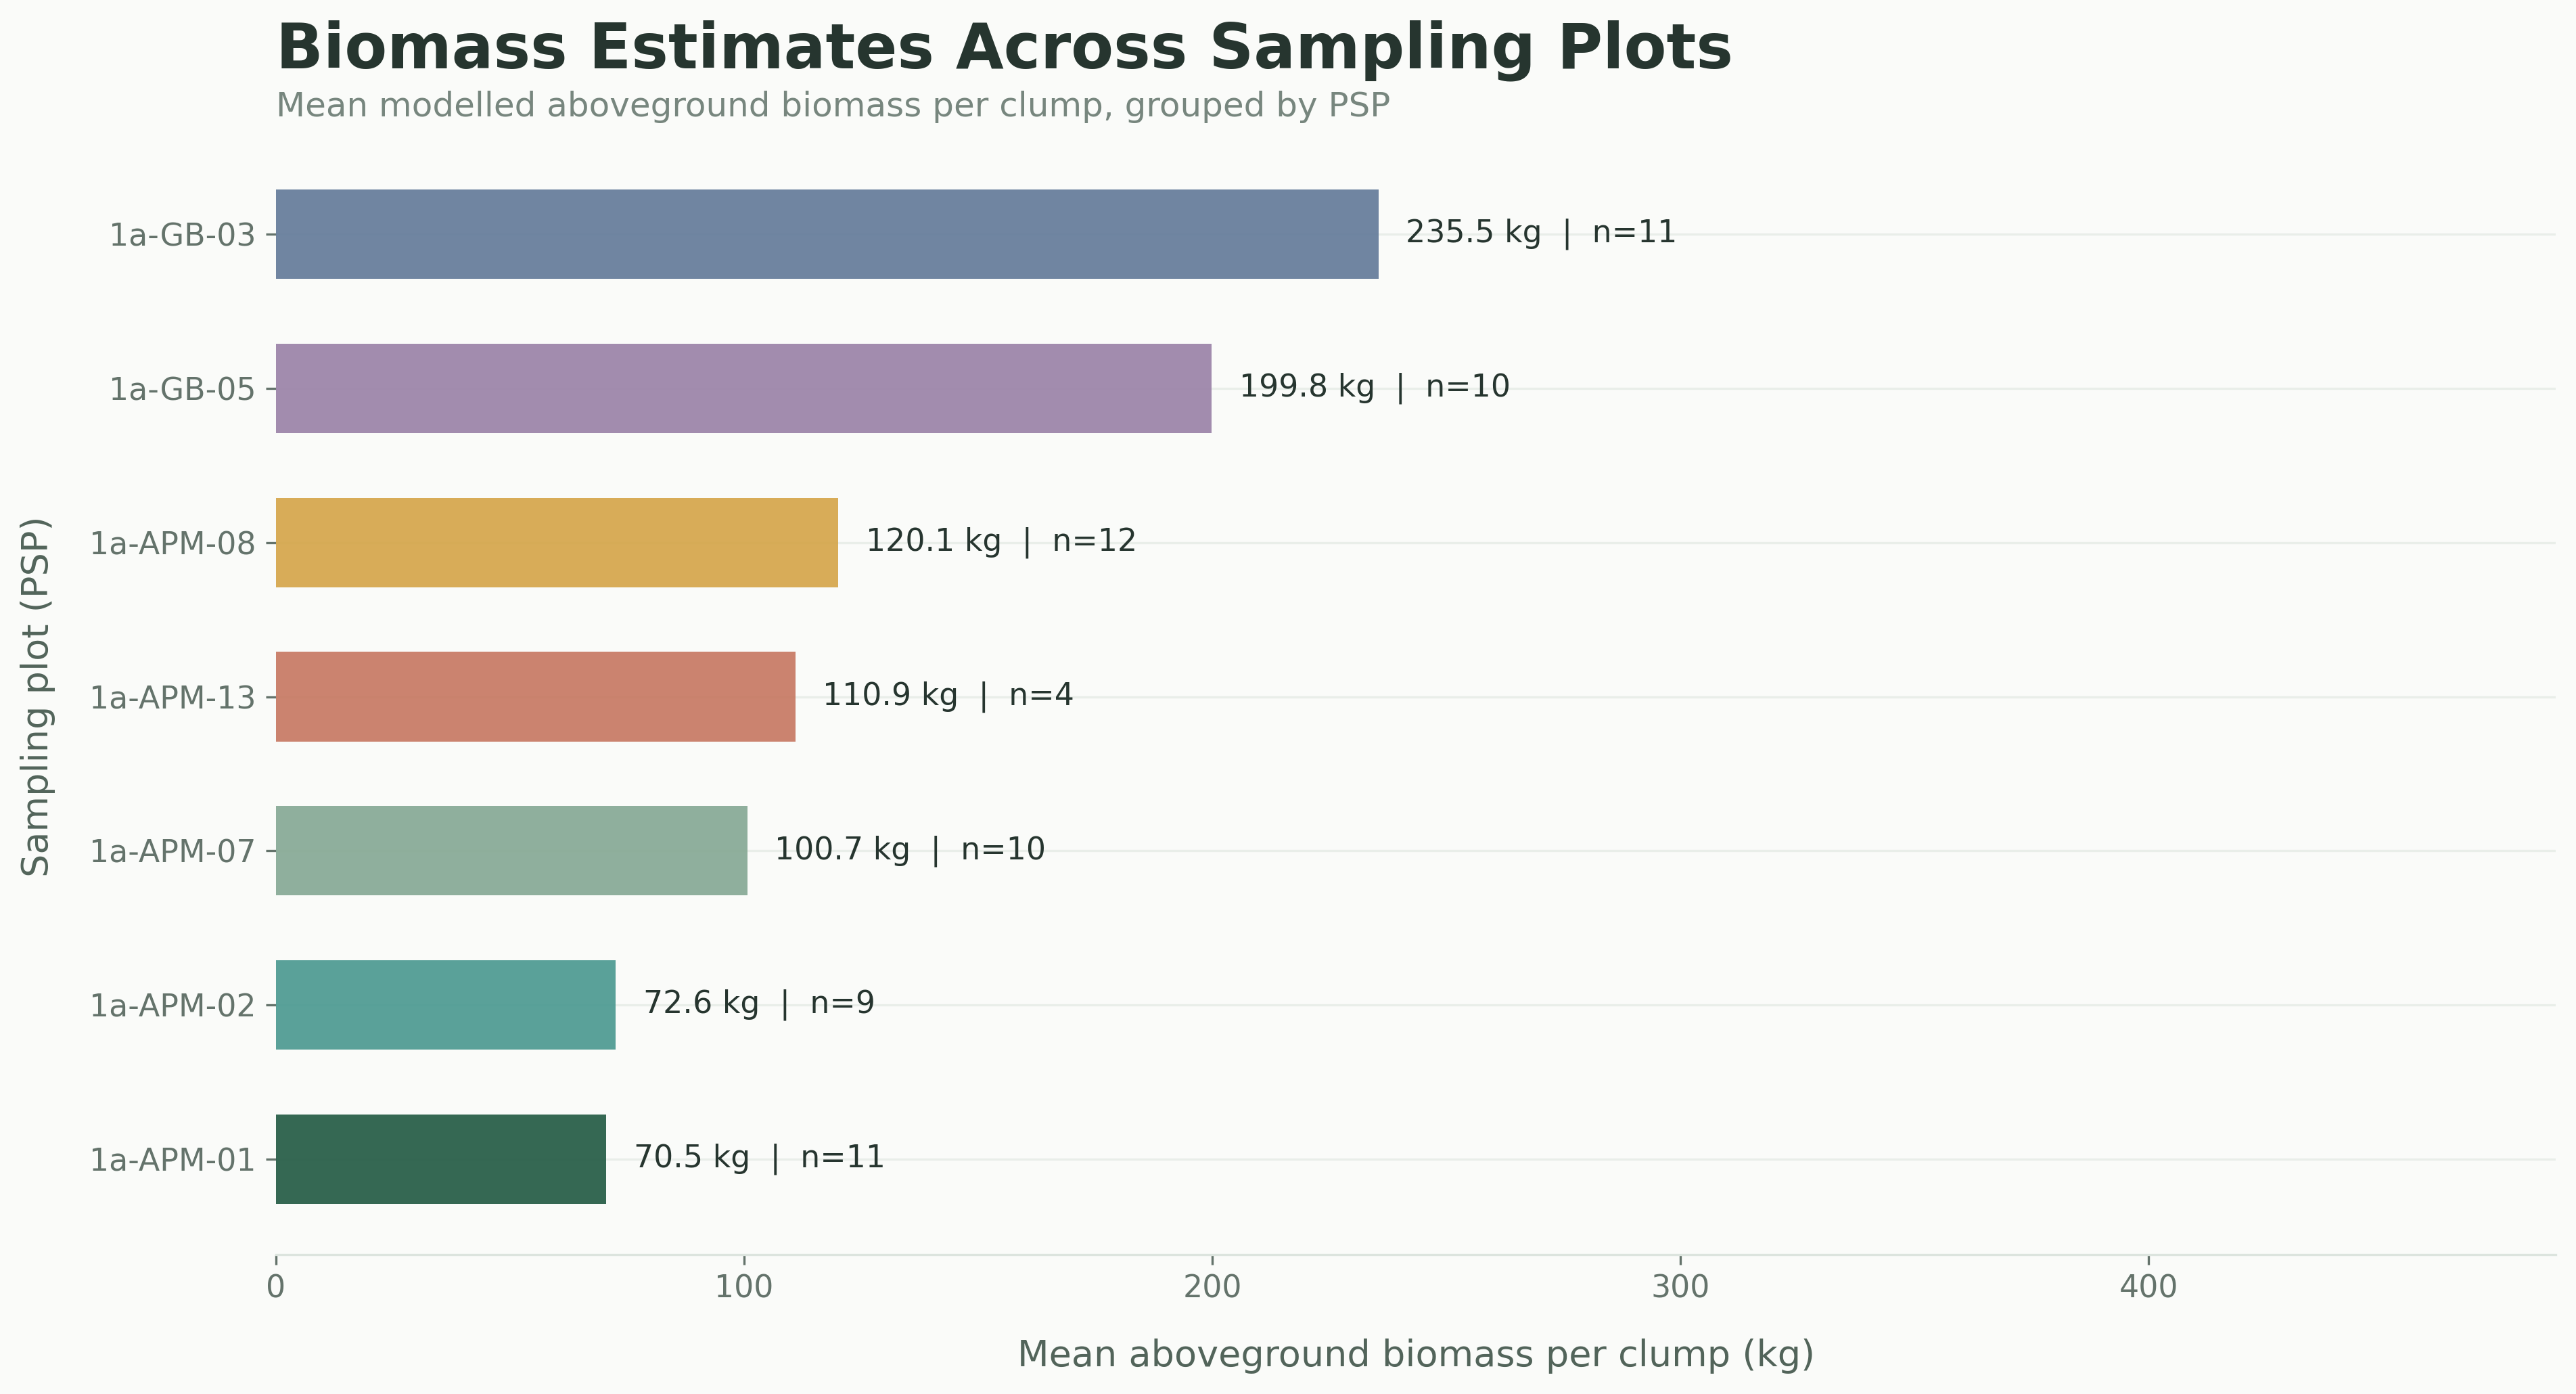 Biomass Estimates Across Sampling Plots
Mean modelled aboveground biomass per clump, grouped by PSP
Sampling plot (PSP)
1a-GB-03
235.5 kg | n=11
1a-GB-05
199.8 kg | n=10
1a-APM-08
120.1 kg | n=12
1a-APM-13
110.9 kg | n=4
1a-APM-07
100.7 kg | n=10
1a-APM-02
72.6 kg | n=9
1a-APM-01
70.5 kg | n=11
0 100 200 300 400
Mean aboveground biomass per clump (kg)